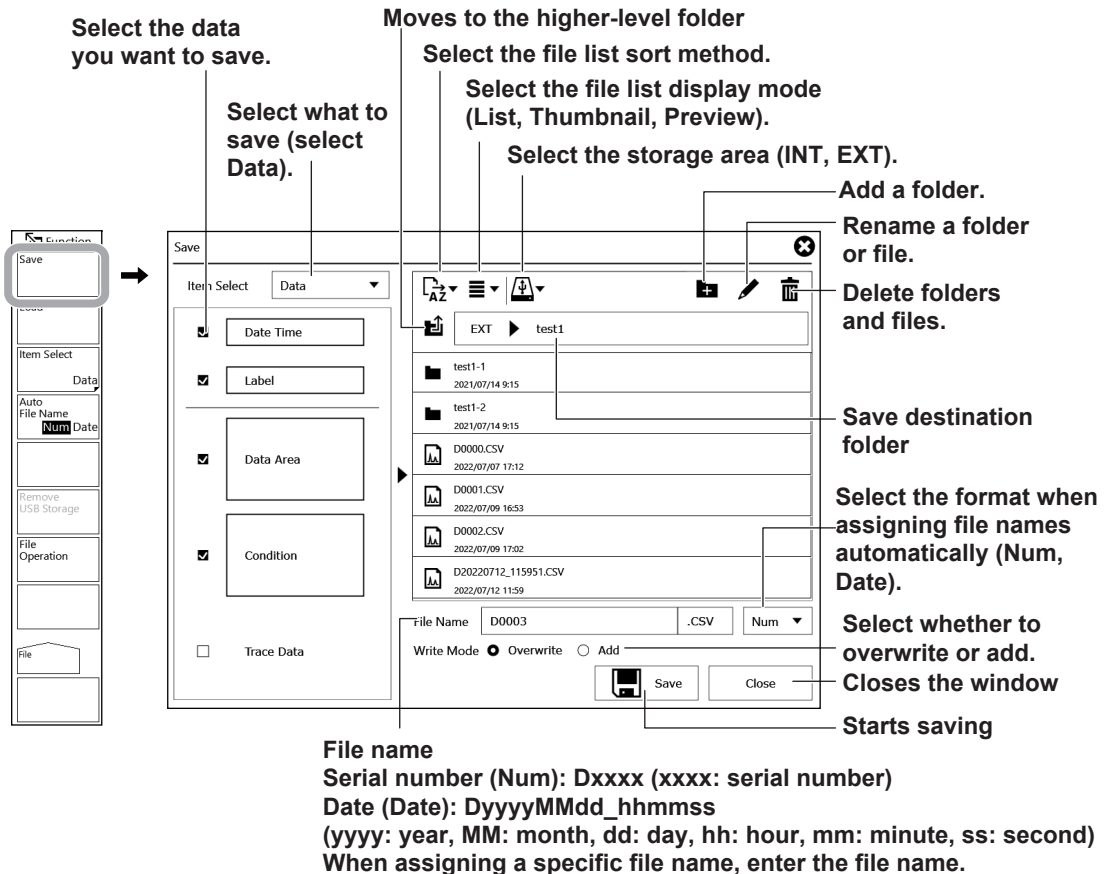 Moves to the higher-level folder
Select the data
you want to save.
Select the file list sort method.
Select the file list display mode
(List, Thumbnail, Preview).
Select what to
save (select
Data).
Select the storage area (INT, EXT).
Add a folder.
Rename a folder
or file.
Delete folders
and files.
Function
Save
Load
Item Select
Data
Auto
File Name
Num Date
Remove
USB Storage
File
Operation
File
Save
Item Select
Data
Date Time
Label
Data Area
Condition
Trace Data
AZ
EXT
test1
test1-1
2021/07/14 9:15
test1-2
2021/07/14 9:15
D0000.CSV
2022/07/07 17:12
D0001.CSV
2022/07/09 16:53
D0002.CSV
2022/07/09 17:02
D20220712_115951.CSV
2022/07/12 11:59
File Name
D0003
.CSV
Num
Write Mode
Overwrite
Add
Save
Close
Save destination
folder
Select the format when
assigning file names
automatically (Num,
Date).
Select whether to
overwrite or add.
Closes the window
Starts saving
File name
Serial number (Num): Dxxxx (xxxx: serial number)
Date (Date): DyyyyMMdd_hhmmss
(yyyy: year, MM: month, dd: day, hh: hour, mm: minute, ss: second)
When assigning a specific file name, enter the file name.